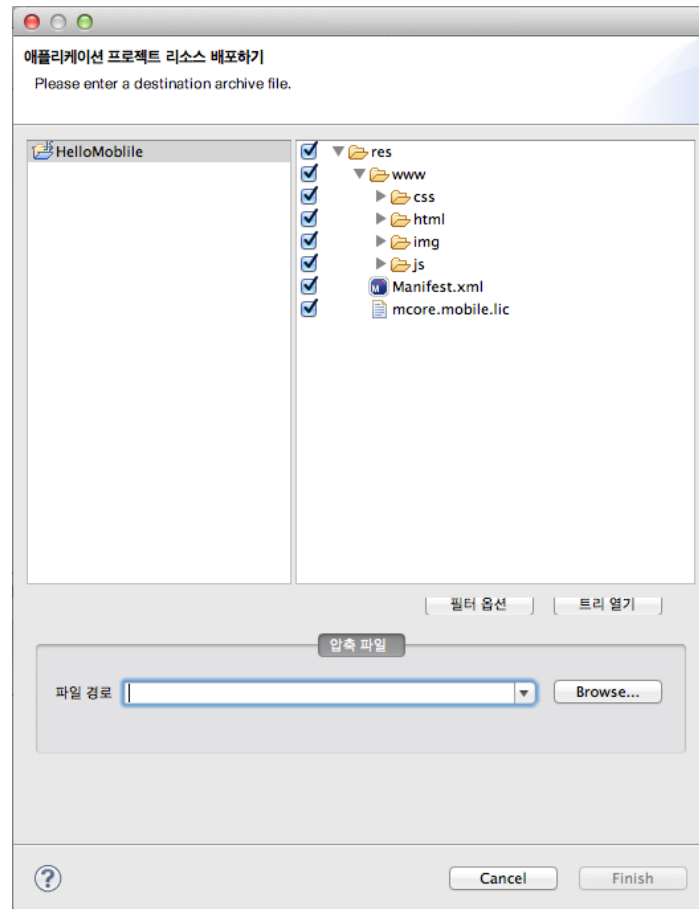 애플리케이션 프로젝트 리소스 배포하기
Please enter a destination archive file.
HelloMoblile
res
www
css
html
img
js
Manifest.xml
mcore.mobile.lic
필터 옵션
트리 열기
압축 파일
파일 경로
Browse...
Cancel
Finish